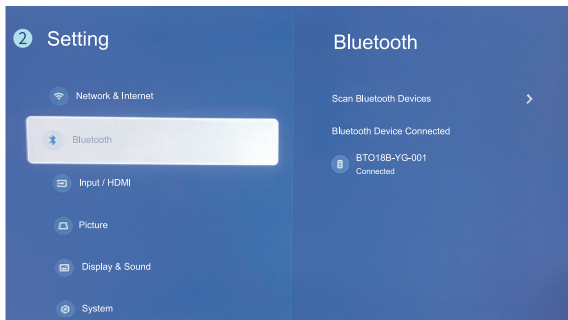 2 Setting
Network & Internet
Bluetooth
Input / HDMI
Picture
Display & Sound
System
Bluetooth
Scan Bluetooth Devices
Bluetooth Device Connected
BTO18B-YG-001
Connected